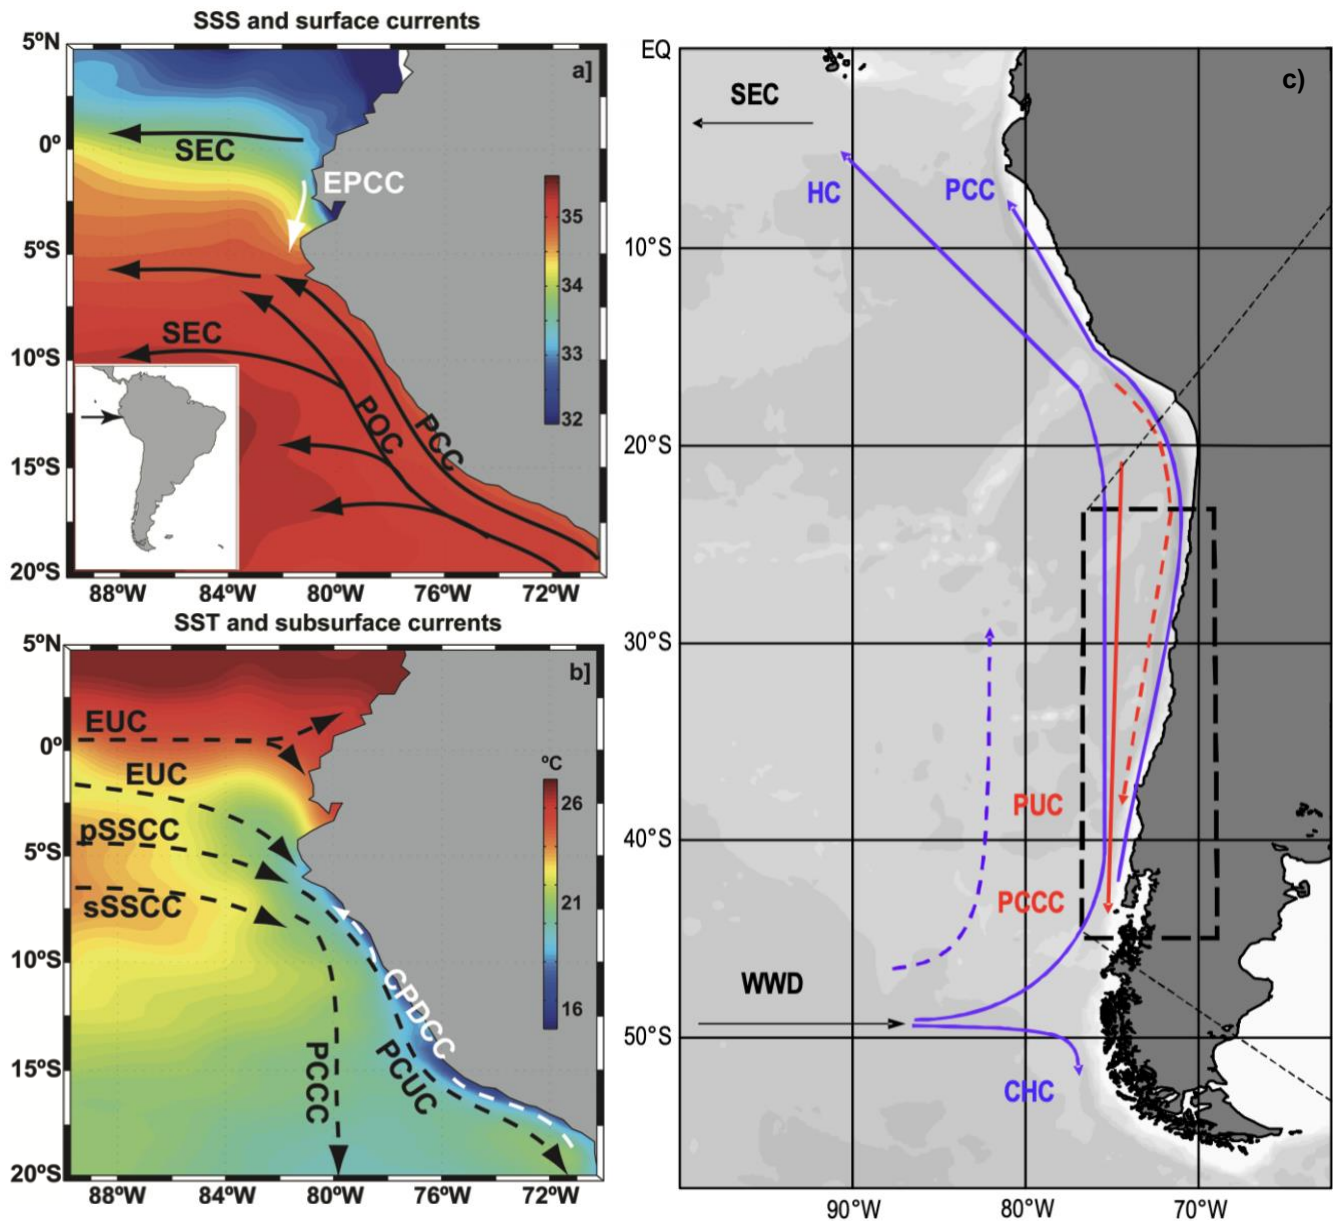 SSS and surface currents
5ºN
0º
5ºS
10ºS
15ºS
20ºS
a]
SEC
EPCC
SEC
POC
PCC
35
34
33
32
88ºW
84ºW
80ºW
76ºW
72ºW
SST and subsurface currents
5ºN
0º
5ºS
10ºS
15ºS
20ºS
b]
EUC
EUC
pSSCC
sSSCC
PCCC
PCUC
CPDCC
ºC
26
21
16
88ºW
84ºW
80ºW
76ºW
72ºW
EQ
10°S
20°S
30°S
40°S
50°S
c)
SEC
HC
PCC
PUC
PCCC
WWD
CHC
90°W
80°W
70°W